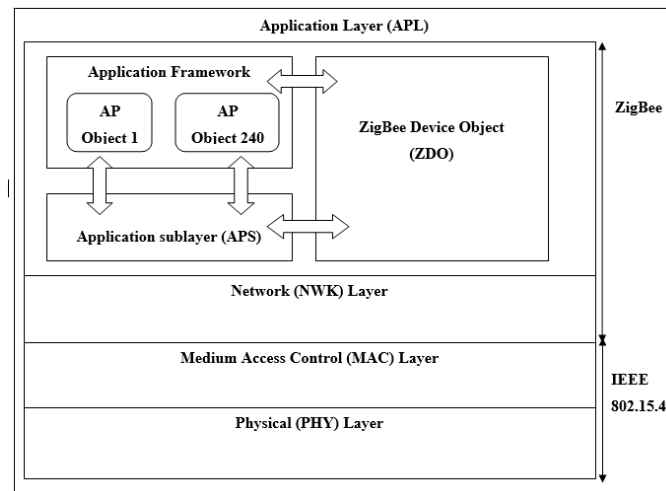 Application Layer (APL)
Application Framework
AP
Object 1
AP
Object 240
ZigBee Device Object
(ZDO)
ZigBee
Application sublayer (APS)
Network (NWK) Layer
Medium Access Control (MAC) Layer
IEEE
802.15.4
Physical (PHY) Layer